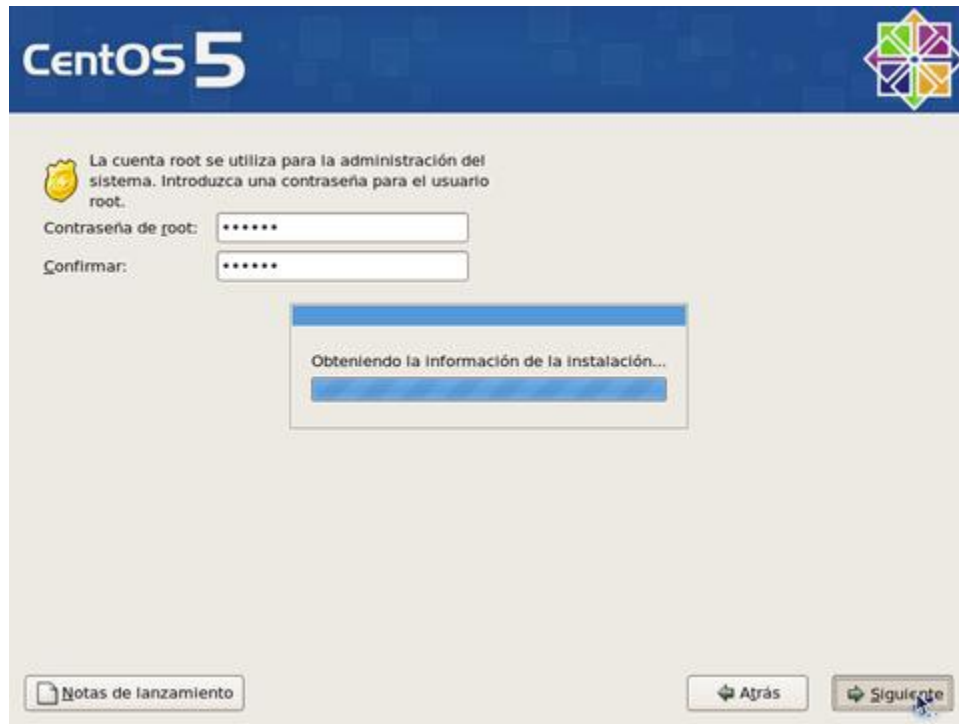 CentOS 5
La cuenta root se utiliza para la administración del
sistema. Introduzca una contraseña para el usuario
root.
Contraseña de root: ••••••
Confirmar: ••••••
Obteniendo la información de la instalación...
Notas de lanzamiento
Atrás
Siguiente